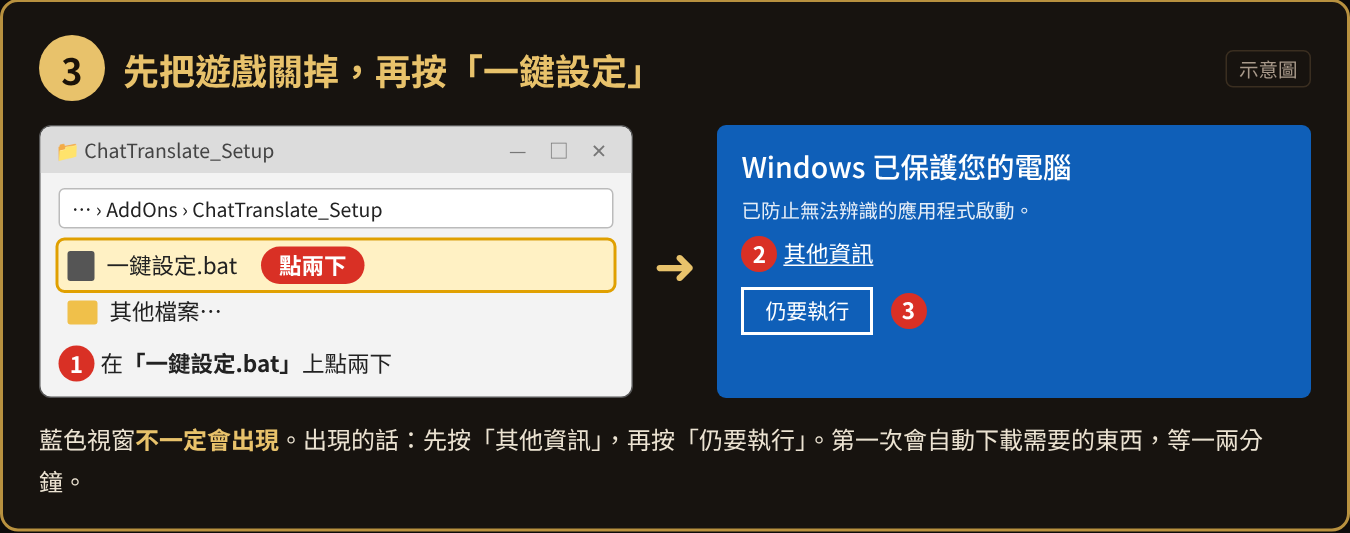 3 先把遊戲關掉，再按「一鍵設定」
示意圖
📁 ChatTranslate_Setup
⋯ › AddOns › ChatTranslate_Setup
一鍵設定.bat 點兩下
其他檔案⋯
1 在「一鍵設定.bat」上點兩下
➜
Windows 已保護您的電腦
已防止無法辨識的應用程式啟動。
2 其他資訊
仍要執行 3
藍色視窗不一定會出現。出現的話：先按「其他資訊」，再按「仍要執行」。第一次會自動下載需要的東西，等一兩分
鐘。